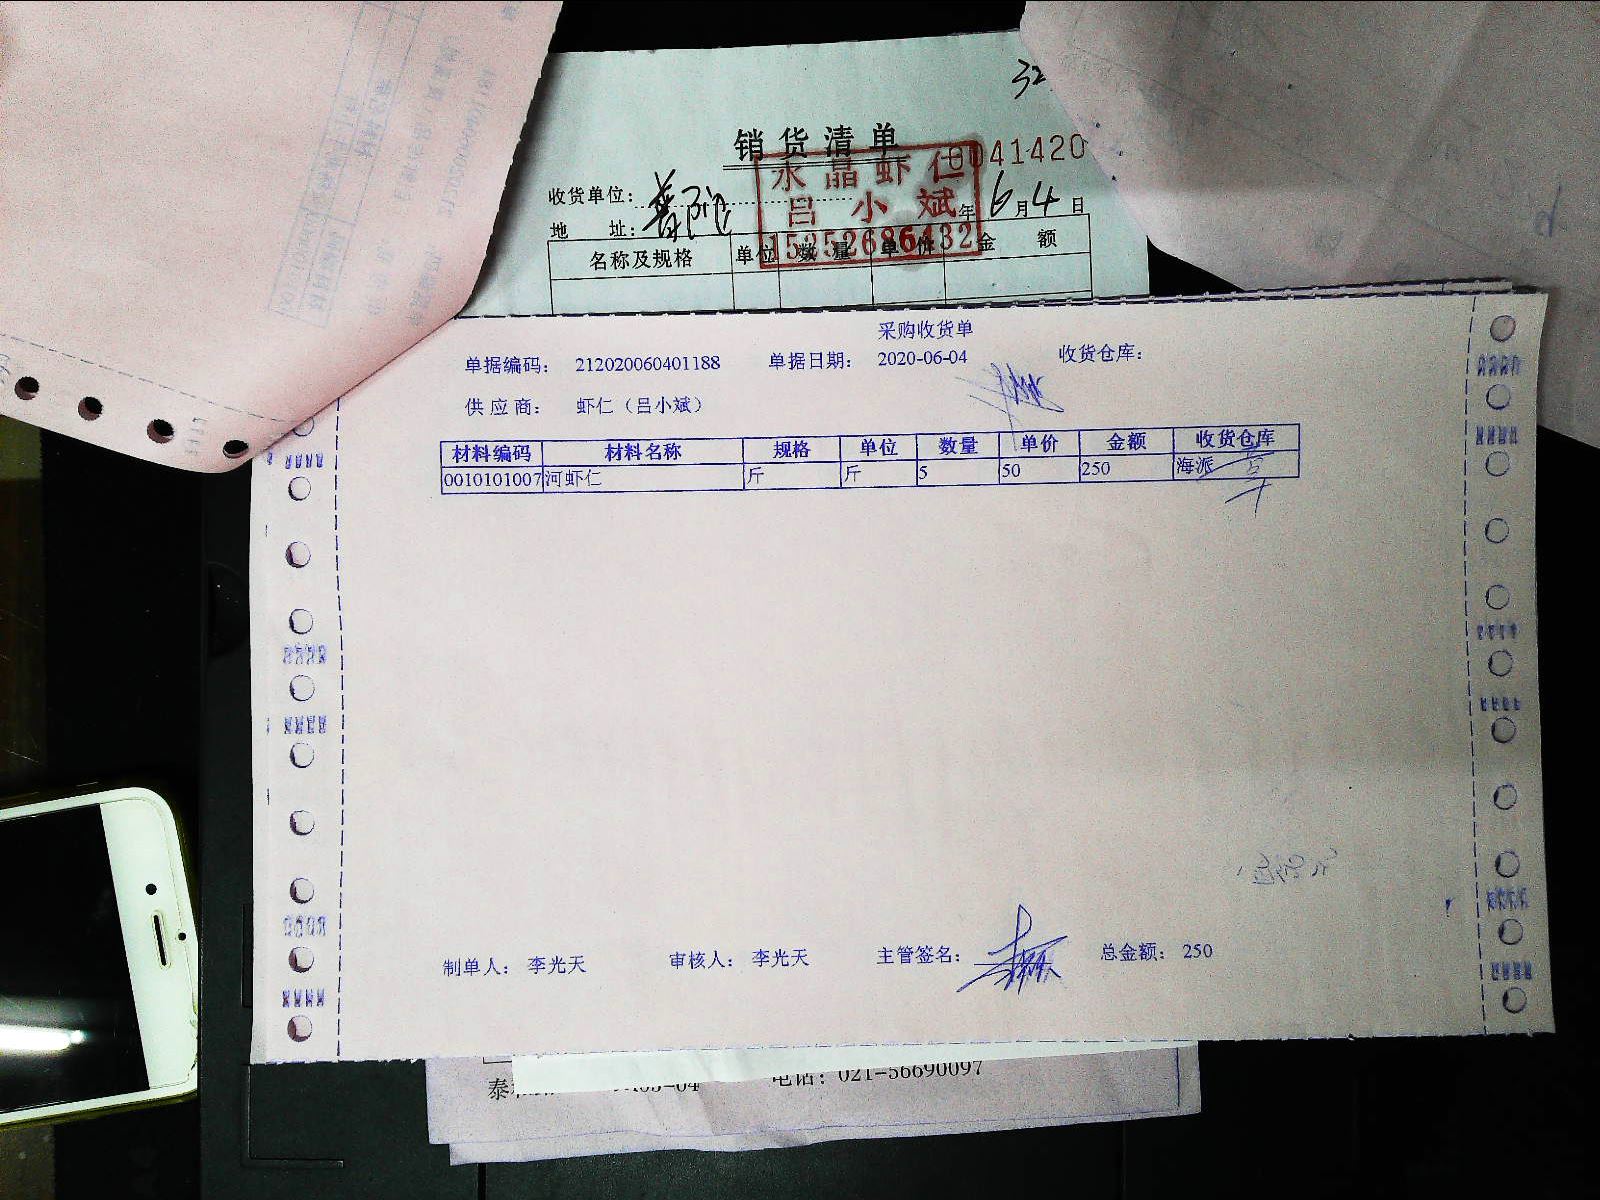 32
销货清单
0041420
永晶虾仁
吕小斌
15252686432
收货单位：
年6月4日
地 址：
名称及规格 单位 数量 单价 金 额
采购收货单
单据编码： 212020060401188 单据日期： 2020-06-04 收货仓库：
供应商： 虾仁（吕小斌）
材料编码 材料名称 规格 单位 数量 单价 金额 收货仓库
0010101007 河虾仁 斤 斤 5 50 250 海派
制单人： 李光天 审核人： 李光天 主管签名： 总金额： 250
电话：021-56690097